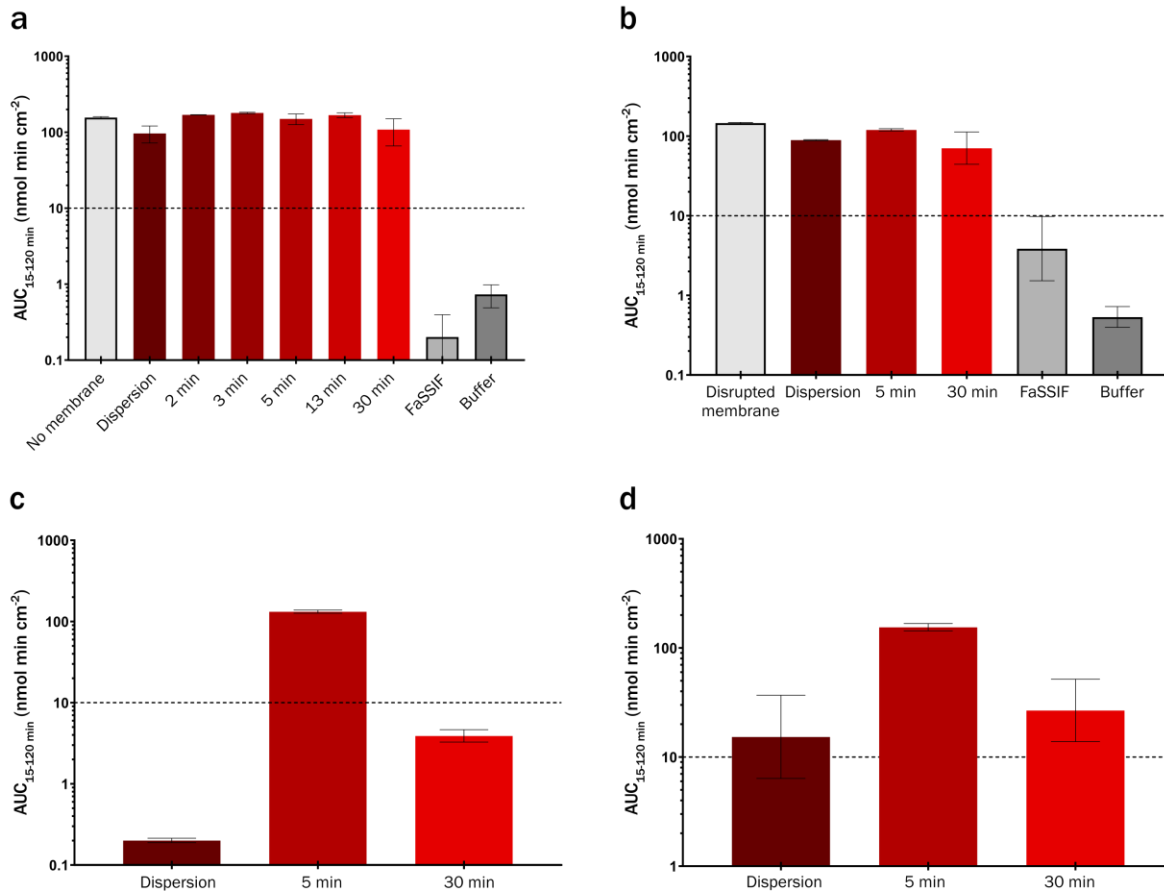 a
AUC15-120 min (nmol min cm-2)
1000
100
10
1
0.1
No membrane
Dispersion
2 min
3 min
5 min
13 min
30 min
FaSSIF
Buffer
b
AUC15-120 min (nmol min cm-2)
1000
100
10
1
0.1
Disrupted
membrane
Dispersion
5 min
30 min
FaSSIF
Buffer
c
AUC15-120 min (nmol min cm-2)
1000
100
10
1
0.1
Dispersion
5 min
30 min
d
AUC15-120 min (nmol min cm-2)
1000
100
10
1
Dispersion
5 min
30 min